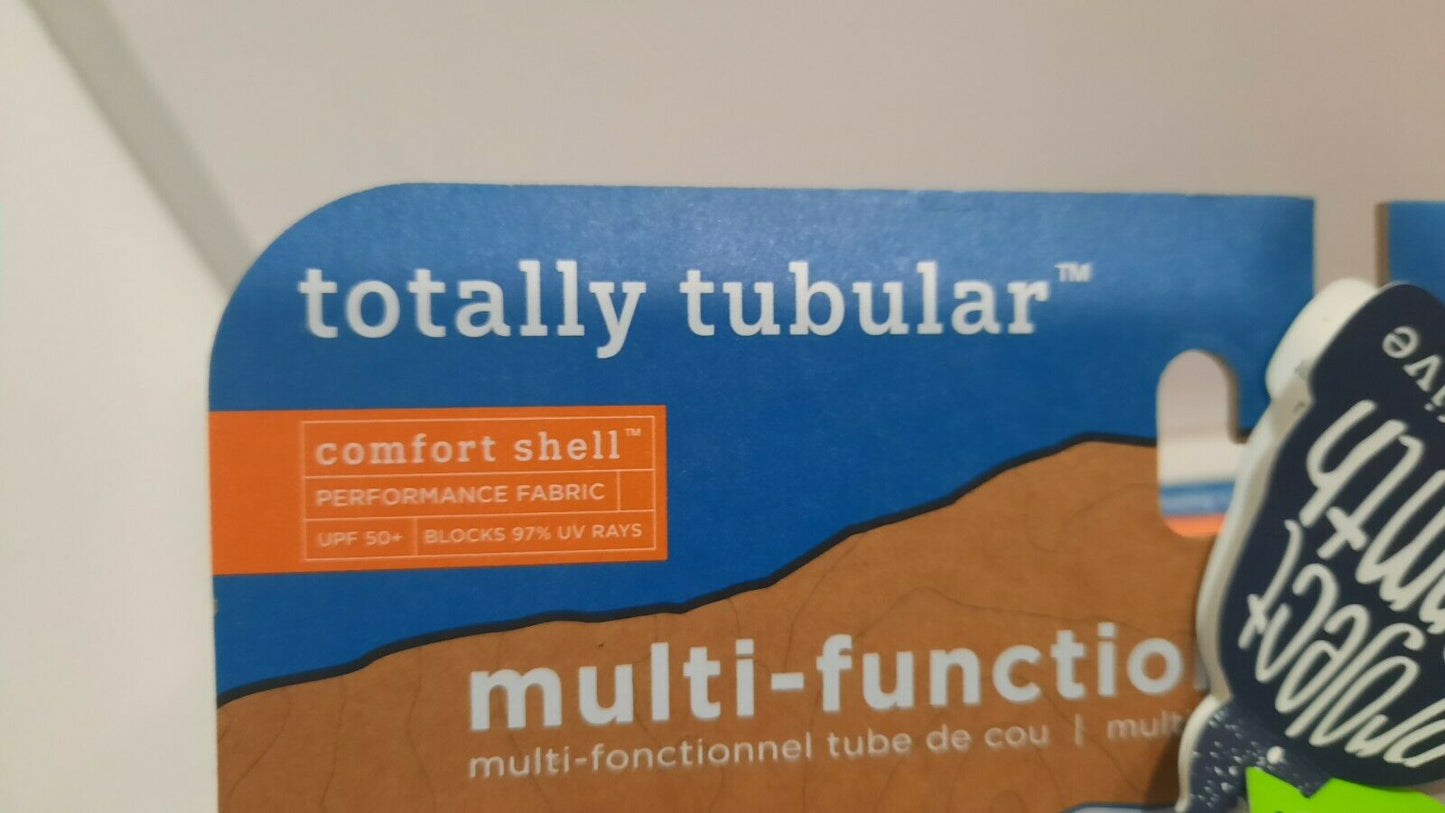 totally tubular™
comfort shell™
PERFORMANCE FABRIC
UPF 50+ BLOCKS 97% UV RAYS
multi-functio
multi-fonctionnel tube de cou | mult